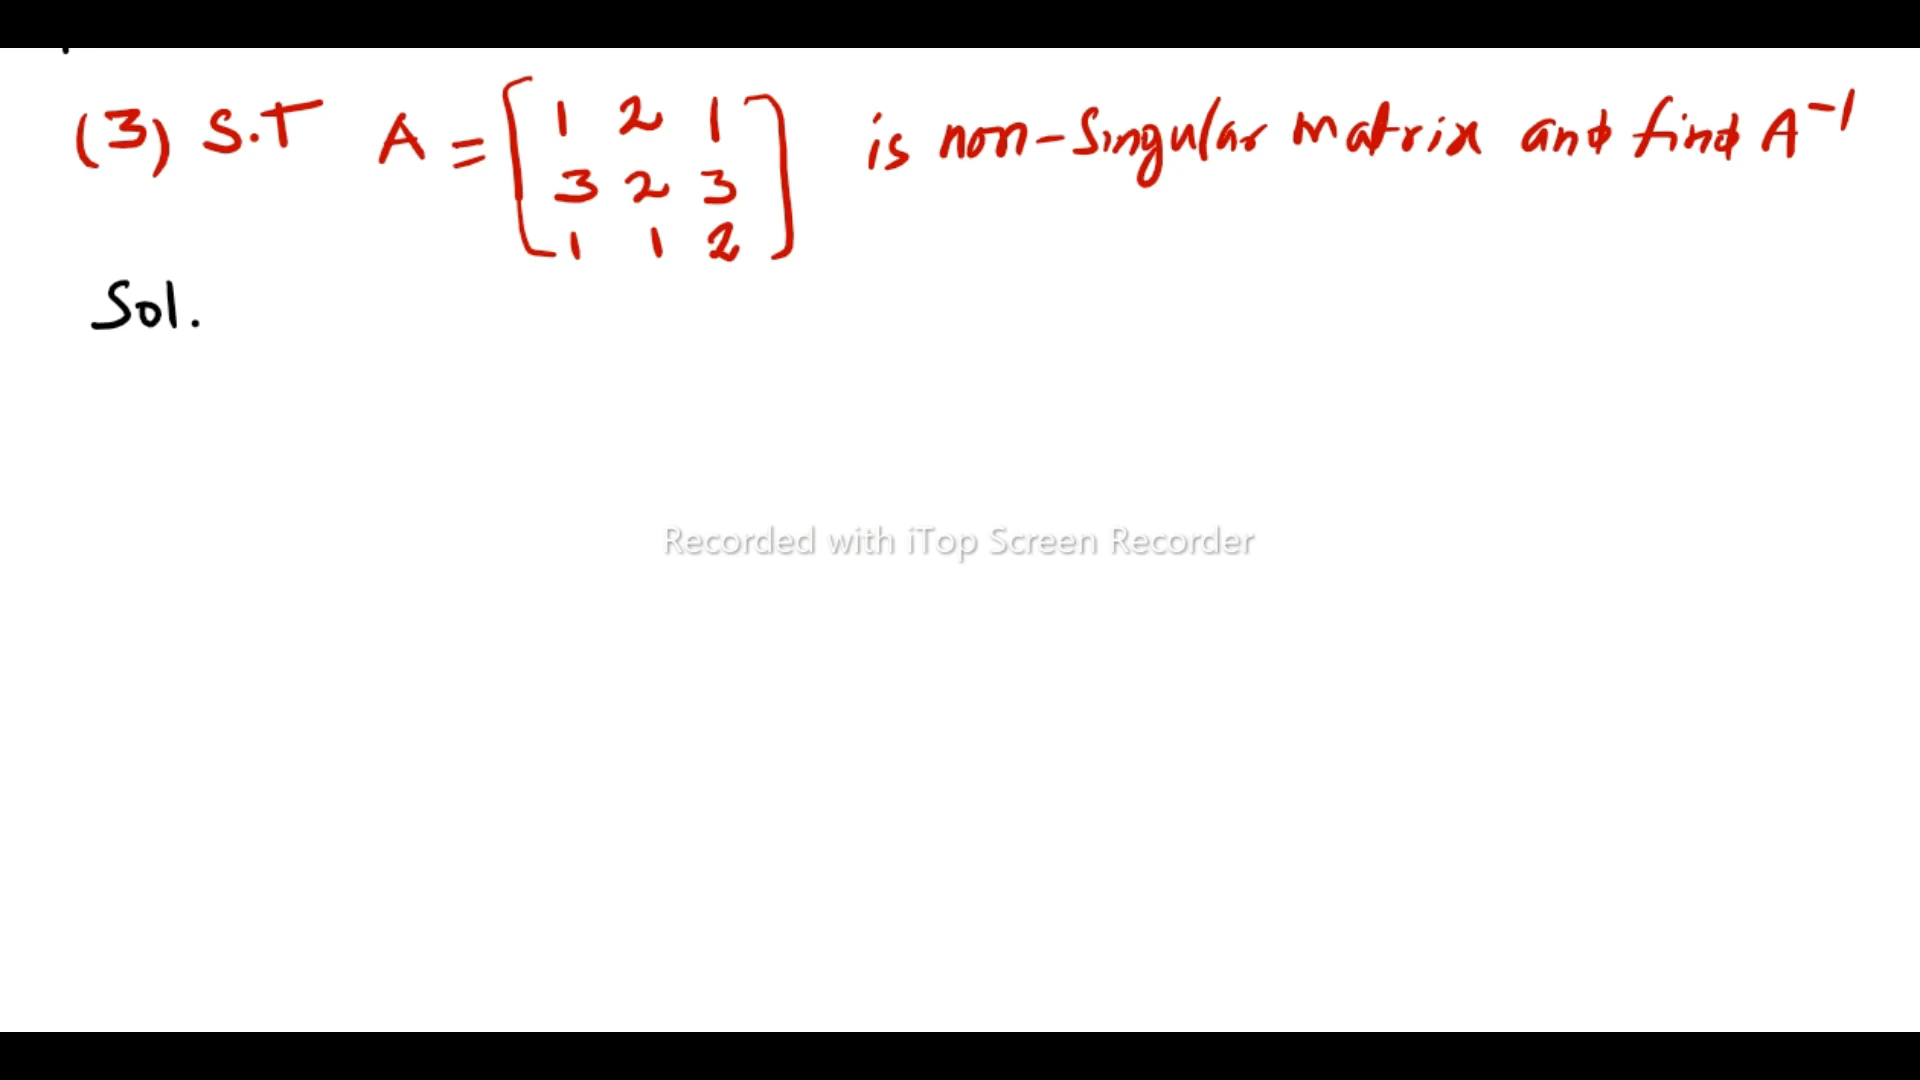 (3) S.T A = [1 2 1 is non-Singular matrix and find A⁻¹
3 2 3
1 1 2]
Sol.
Recorded with iTop Screen Recorder